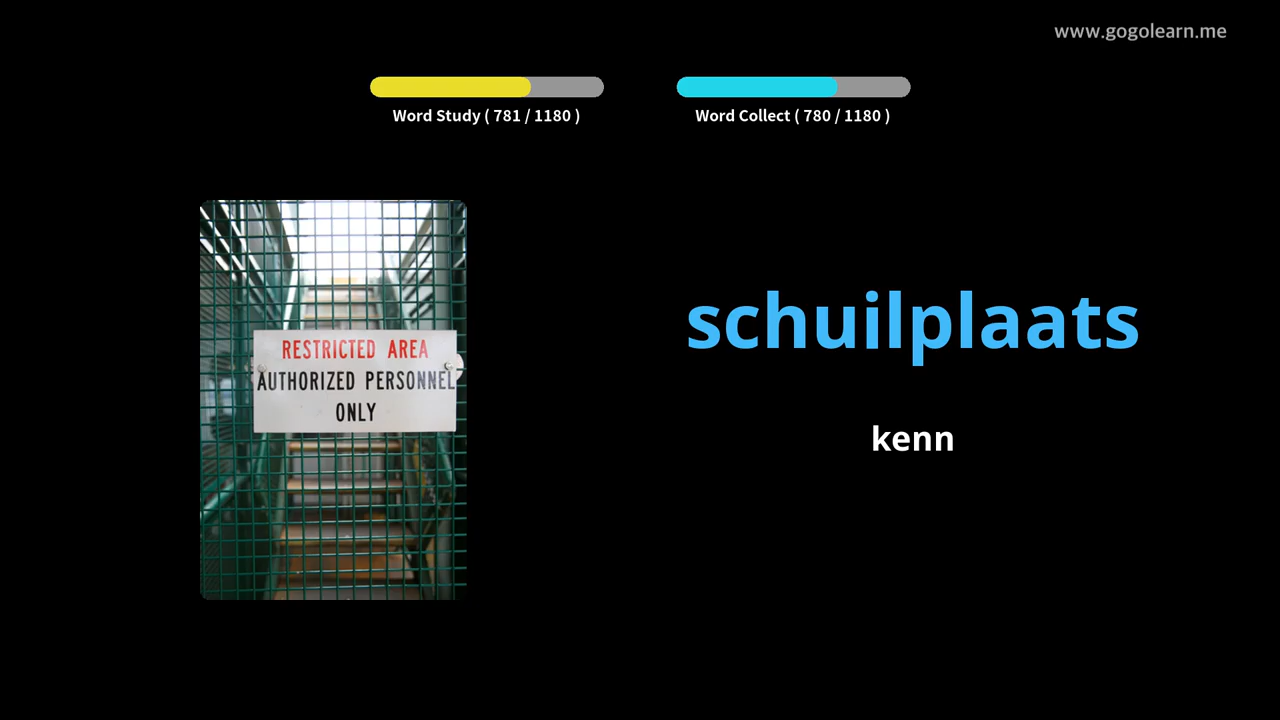 www.gogolearn.me
Word Study ( 781 / 1180 )
Word Collect ( 780 / 1180 )
RESTRICTED AREA
AUTHORIZED PERSONNEL
ONLY
schuilplaats
kenn